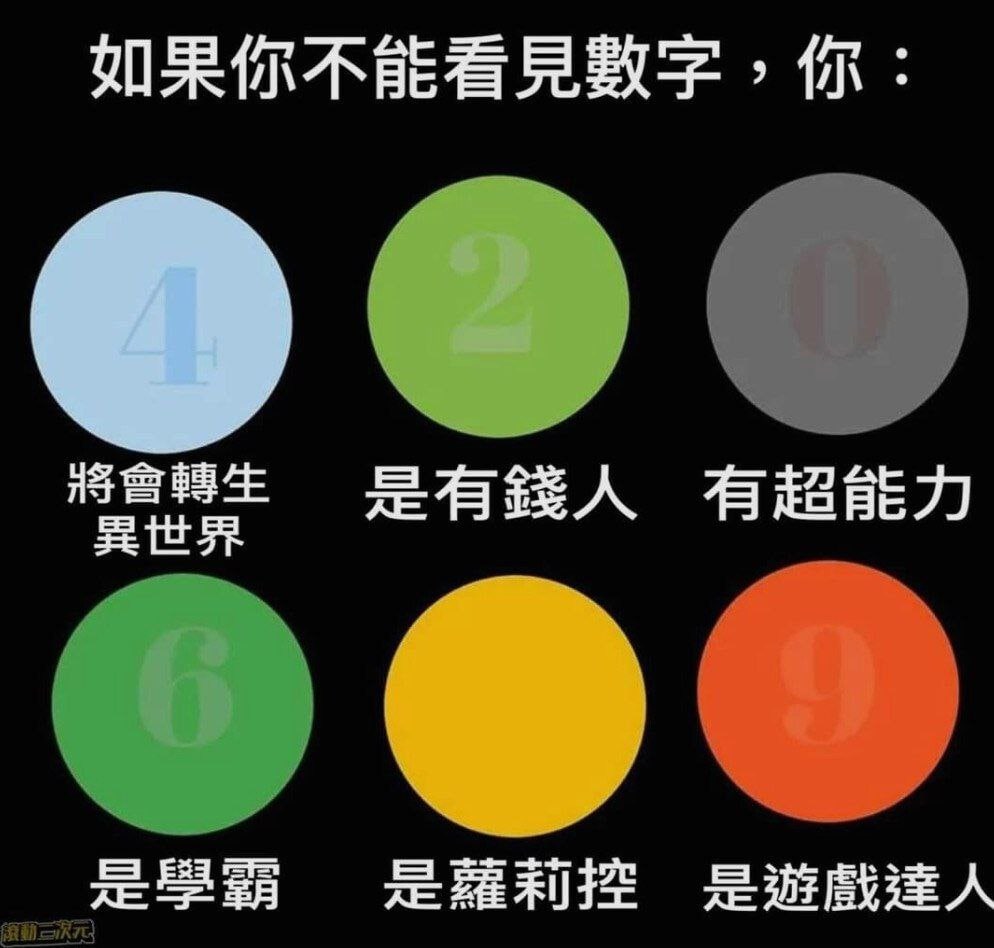 如果你不能看見數字，你：
4
2
0
將會轉生
異世界
是有錢人
有超能力
6
9
是學霸
是蘿莉控
是遊戲達人
滾動二次元